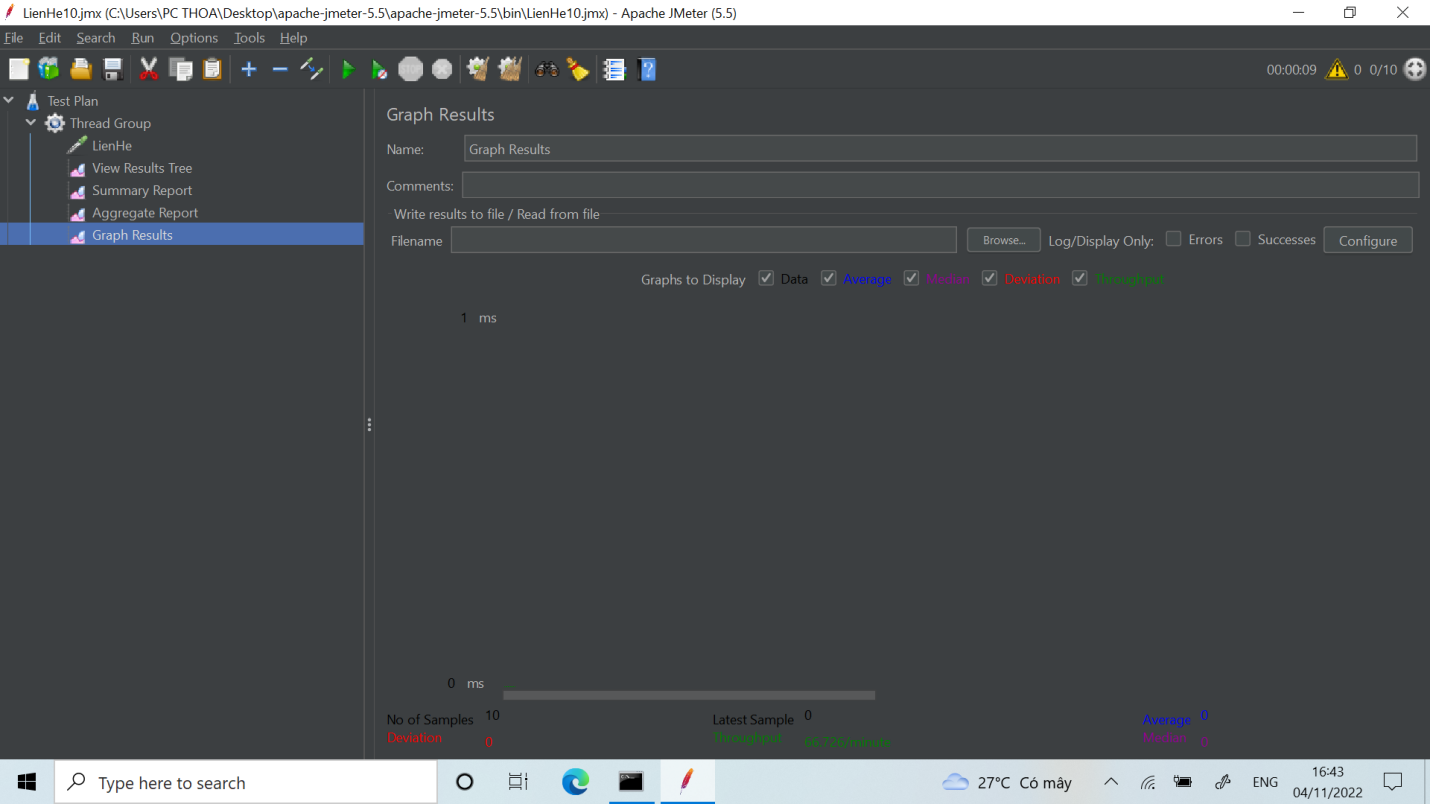 LienHe10.jmx (C:\Users\PC THOA\Desktop\apache-jmeter-5.5\apache-jmeter-5.5\bin\LienHe10.jmx) - Apache JMeter (5.5)
File Edit Search Run Options Tools Help
STOP 00:00:09 0 0/10
Test Plan
Thread Group
LienHe
View Results Tree
Summary Report
Aggregate Report
Graph Results
Graph Results
Name: Graph Results
Comments:
Write results to file / Read from file
Filename Browse... Log/Display Only: Errors Successes Configure
Graphs to Display Data Average Median Deviation Throughput
1 ms
0 ms
No of Samples 10 Latest Sample 0 Average 0
Deviation 0 Throughput 66.726/minute Median 0
Type here to search 27°C Có mây ENG 16:43
04/11/2022